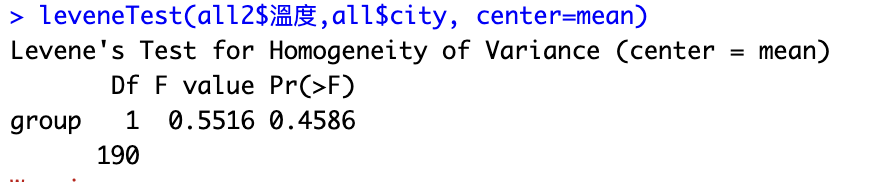 > leveneTest(all2$溫度,all$city, center=mean)
Levene's Test for Homogeneity of Variance (center = mean)
Df F value Pr(>F)
group 1 0.5516 0.4586
190